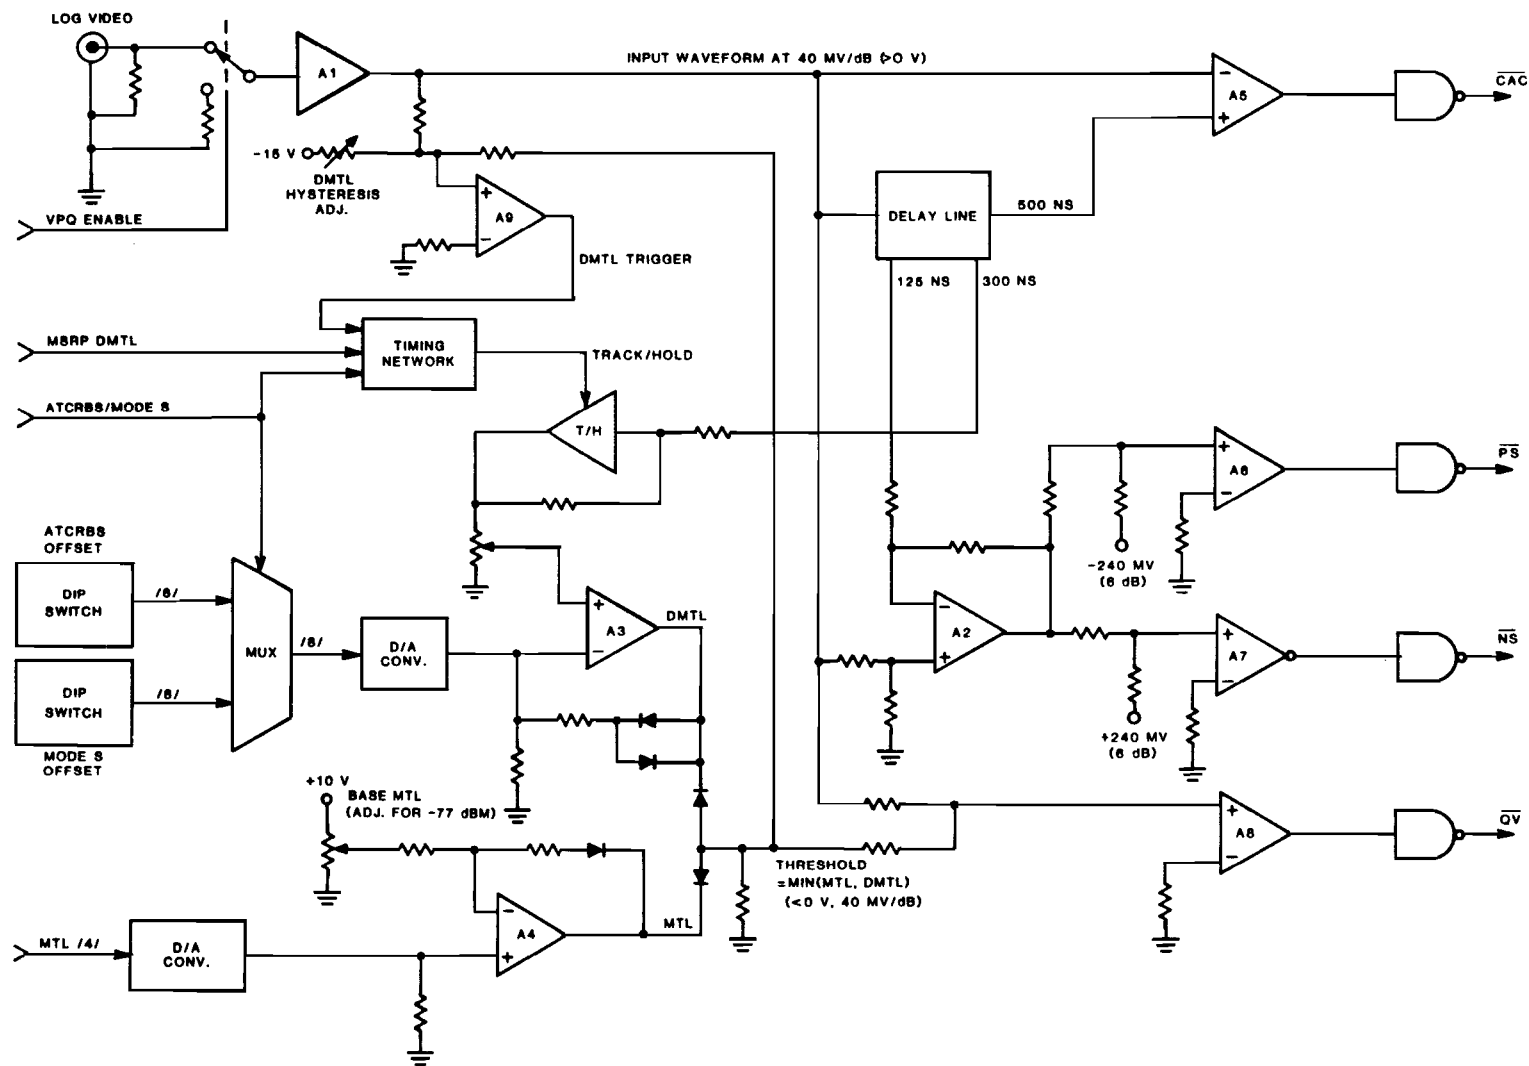 LOG VIDEO
A1
INPUT WAVEFORM AT 40 MV/dB (>0 V)
A5
CAC
-15 V
DMTL
HYSTERESIS
ADJ.
A9
VPQ ENABLE
DELAY LINE
500 NS
DMTL TRIGGER
125 NS
300 NS
MSRP DMTL
TIMING
NETWORK
TRACK/HOLD
ATCRBS/MODE S
T/H
A6
PS
-240 MV
(6 dB)
ATCRBS
OFFSET
DIP
SWITCH
/6/
MUX
/8/
D/A
CONV.
A3
DMTL
A2
A7
NS
DIP
SWITCH
/6/
MODE S
OFFSET
+240 MV
(6 dB)
+10 V
BASE MTL
(ADJ. FOR -77 dBM)
A8
QV
THRESHOLD
=MIN(MTL, DMTL)
(<0 V, 40 MV/dB)
A4
MTL
MTL /4/
D/A
CONV.